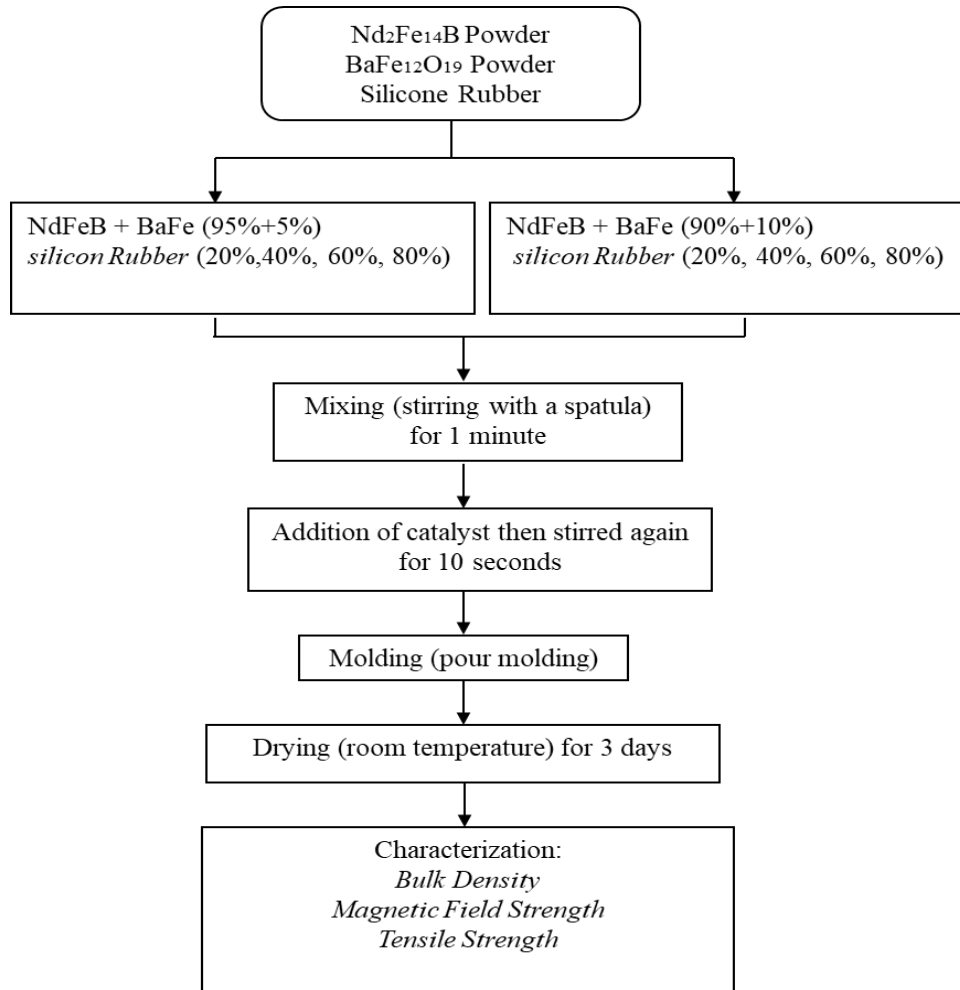 Nd₂Fe₁₄B Powder
BaFe₁₂O₁₉ Powder
Silicone Rubber
NdFeB + BaFe (95%+5%)
silicon Rubber (20%,40%, 60%, 80%)
NdFeB + BaFe (90%+10%)
silicon Rubber (20%, 40%, 60%, 80%)
Mixing (stirring with a spatula)
for 1 minute
Addition of catalyst then stirred again
for 10 seconds
Molding (pour molding)
Drying (room temperature) for 3 days
Characterization:
Bulk Density
Magnetic Field Strength
Tensile Strength